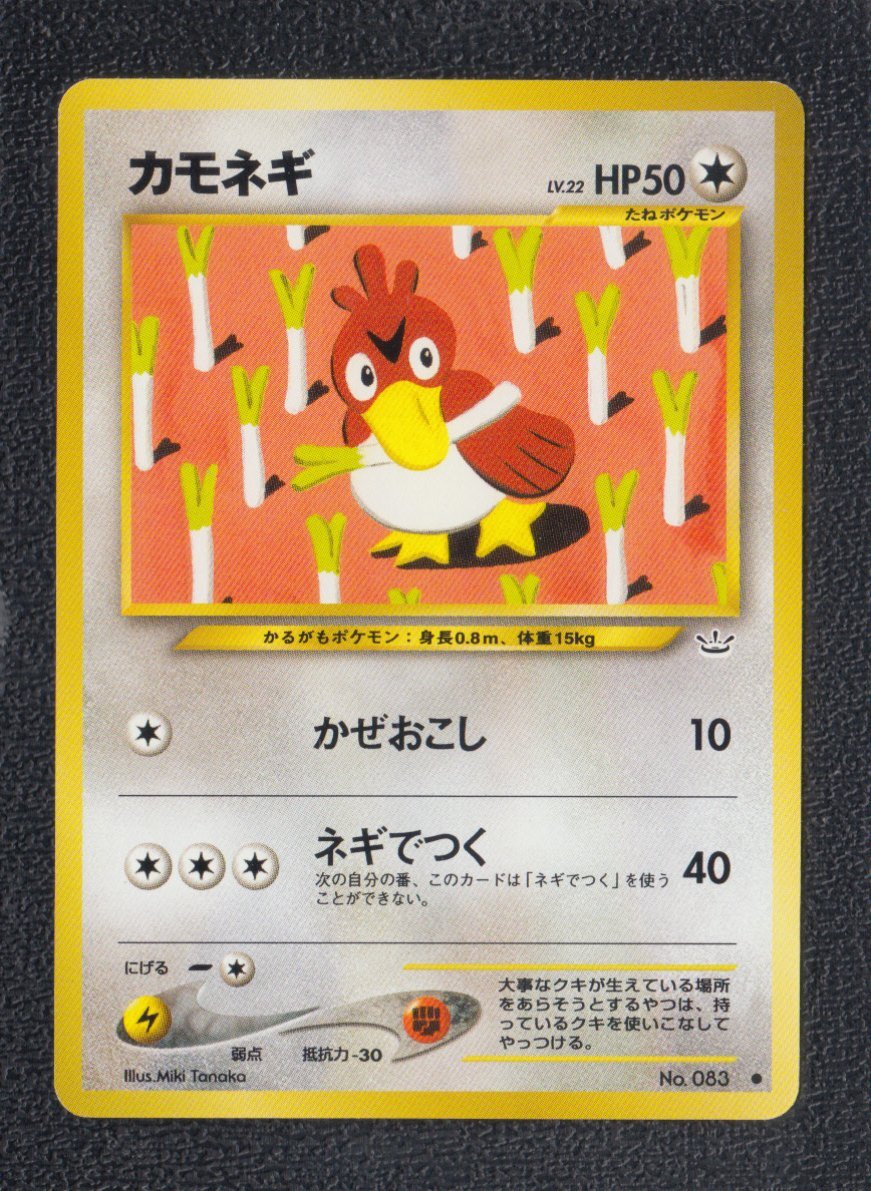 カモネギ
LV.22 HP50
たねポケモン
かるがもポケモン：身長0.8m、体重15kg
かぜおこし 10
ネギでつく 40
次の自分の番、このカードは「ネギでつく」を使う
ことができない。
にげる
弱点 抵抗力-30
大事なクキが生えている場所
をあらそうとするやつは、持
っているクキを使いこなして
やっつける。
Illus.Miki Tanaka
No. 083